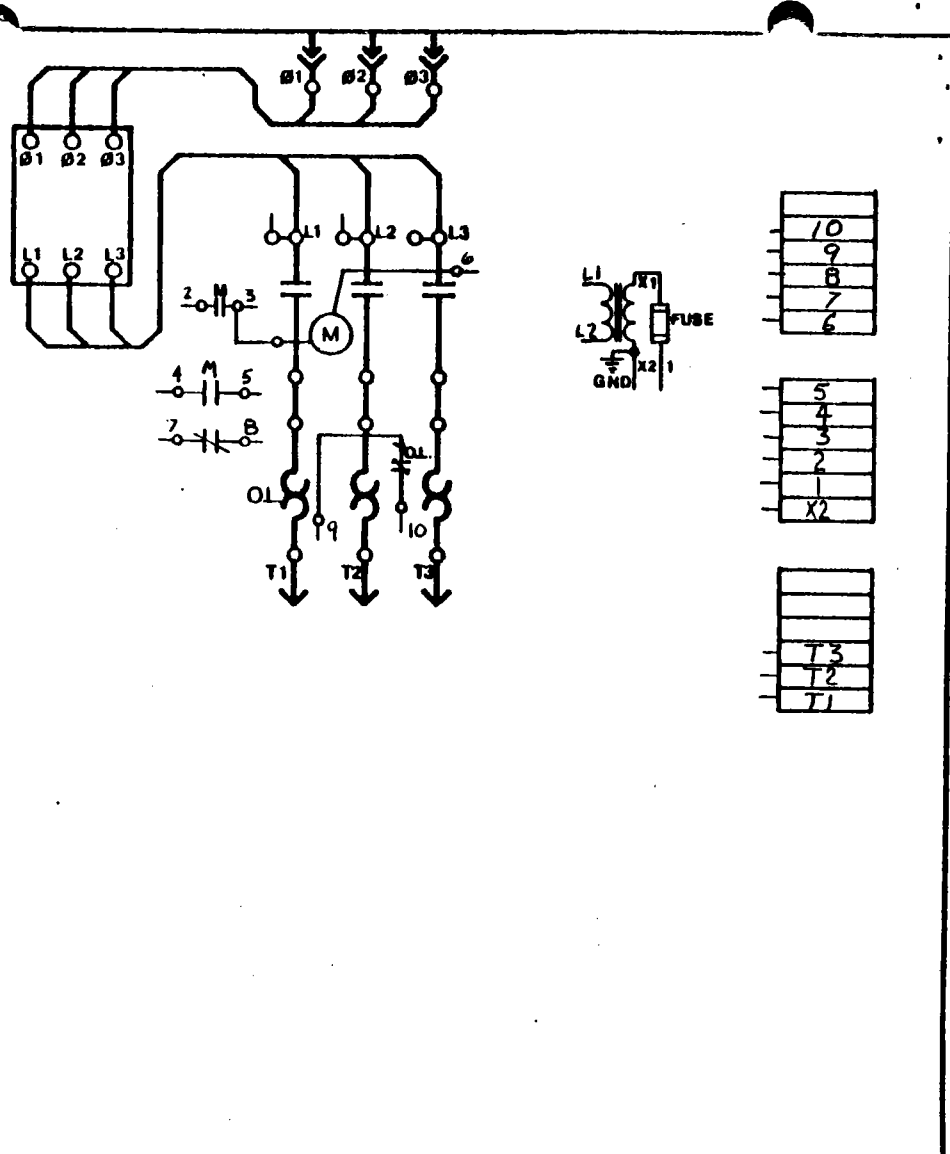 Ø1 Ø2 Ø3
Ø1 Ø2 Ø3
L1 L2 L3
L1 L2 L3
6
2 M 3
M
4 M 5
7 8
O.L.
OL
9
10
T1 T2 T3
L1 X1
FUSE
L2
GND X2 1
10
9
8
7
6
5
4
3
2
1
X2
T3
T2
T1